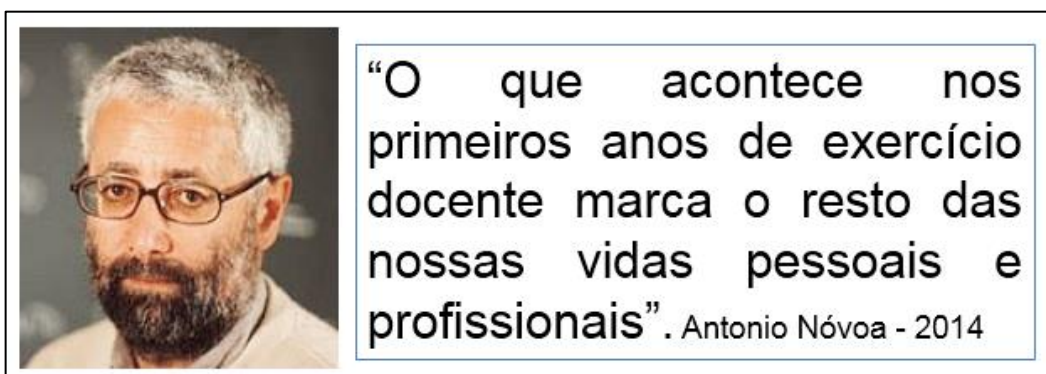 “O que acontece nos
primeiros anos de exercício
docente marca o resto das
nossas vidas pessoais e
profissionais”. Antonio Nóvoa - 2014